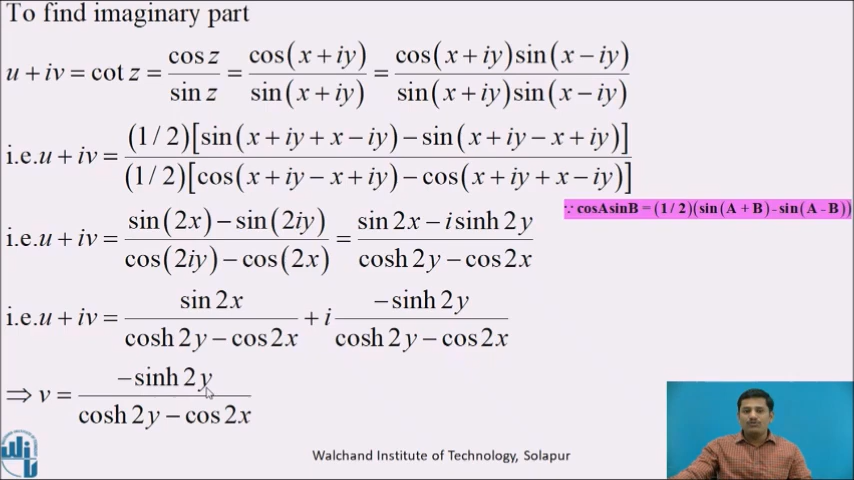 To find imaginary part
u + iv = cot z = cos z / sin z = cos(x + iy) / sin(x + iy) = cos(x + iy)sin(x − iy) / sin(x + iy)sin(x − iy)
i.e.u + iv = (1/2)[sin(x + iy + x − iy) − sin(x + iy − x + iy)] / (1/2)[cos(x + iy − x + iy) − cos(x + iy + x − iy)]
∵ cosAsinB = (1/2)(sin(A + B) - sin(A - B))
i.e.u + iv = sin(2x) − sin(2iy) / cos(2iy) − cos(2x) = sin 2x − i sinh 2y / cosh 2y − cos 2x
i.e.u + iv = sin 2x / cosh 2y − cos 2x + i −sinh 2y / cosh 2y − cos 2x
⇒ v = −sinh 2y / cosh 2y − cos 2x
Walchand Institute of Technology, Solapur